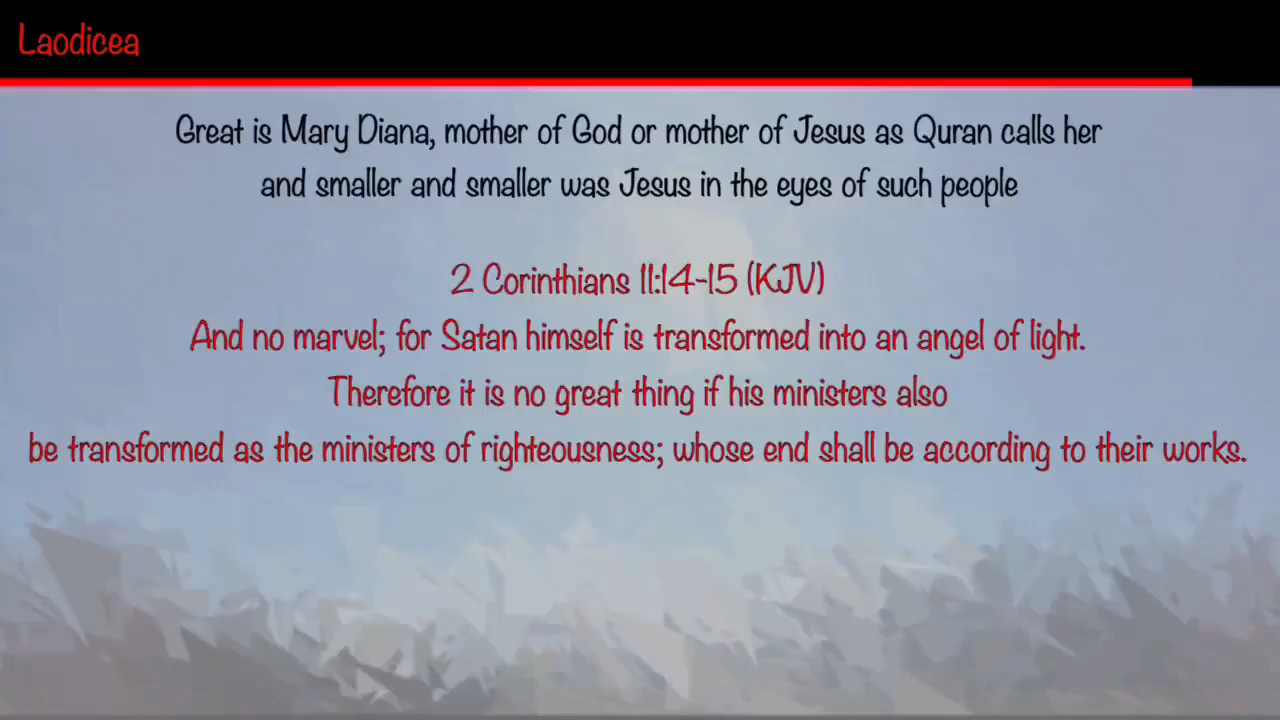 Laodicea
Great is Mary Diana, mother of God or mother of Jesus as Quran calls her
and smaller and smaller was Jesus in the eyes of such people
2 Corinthians 11:14-15 (KJV)
And no marvel; for Satan himself is transformed into an angel of light.
Therefore it is no great thing if his ministers also
be transformed as the ministers of righteousness; whose end shall be according to their works.